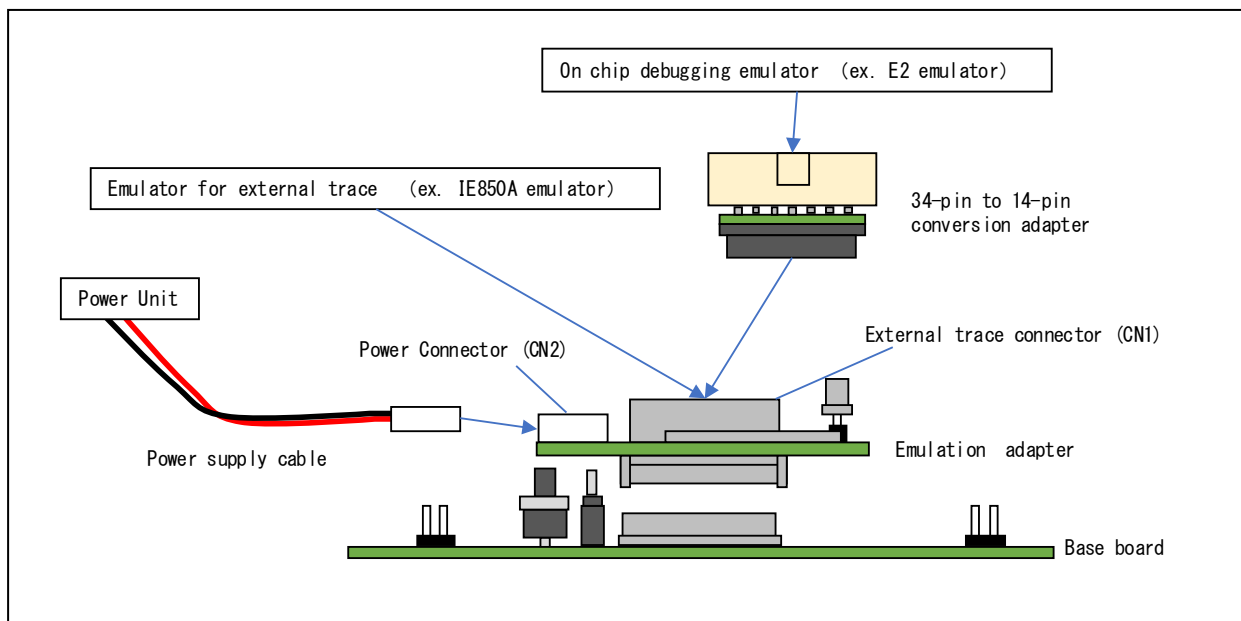 On chip debugging emulator (ex. E2 emulator)
Emulator for external trace (ex. IE850A emulator)
34-pin to 14-pin
conversion adapter
Power Unit
Power Connector (CN2)
External trace connector (CN1)
Power supply cable
Emulation adapter
Base board